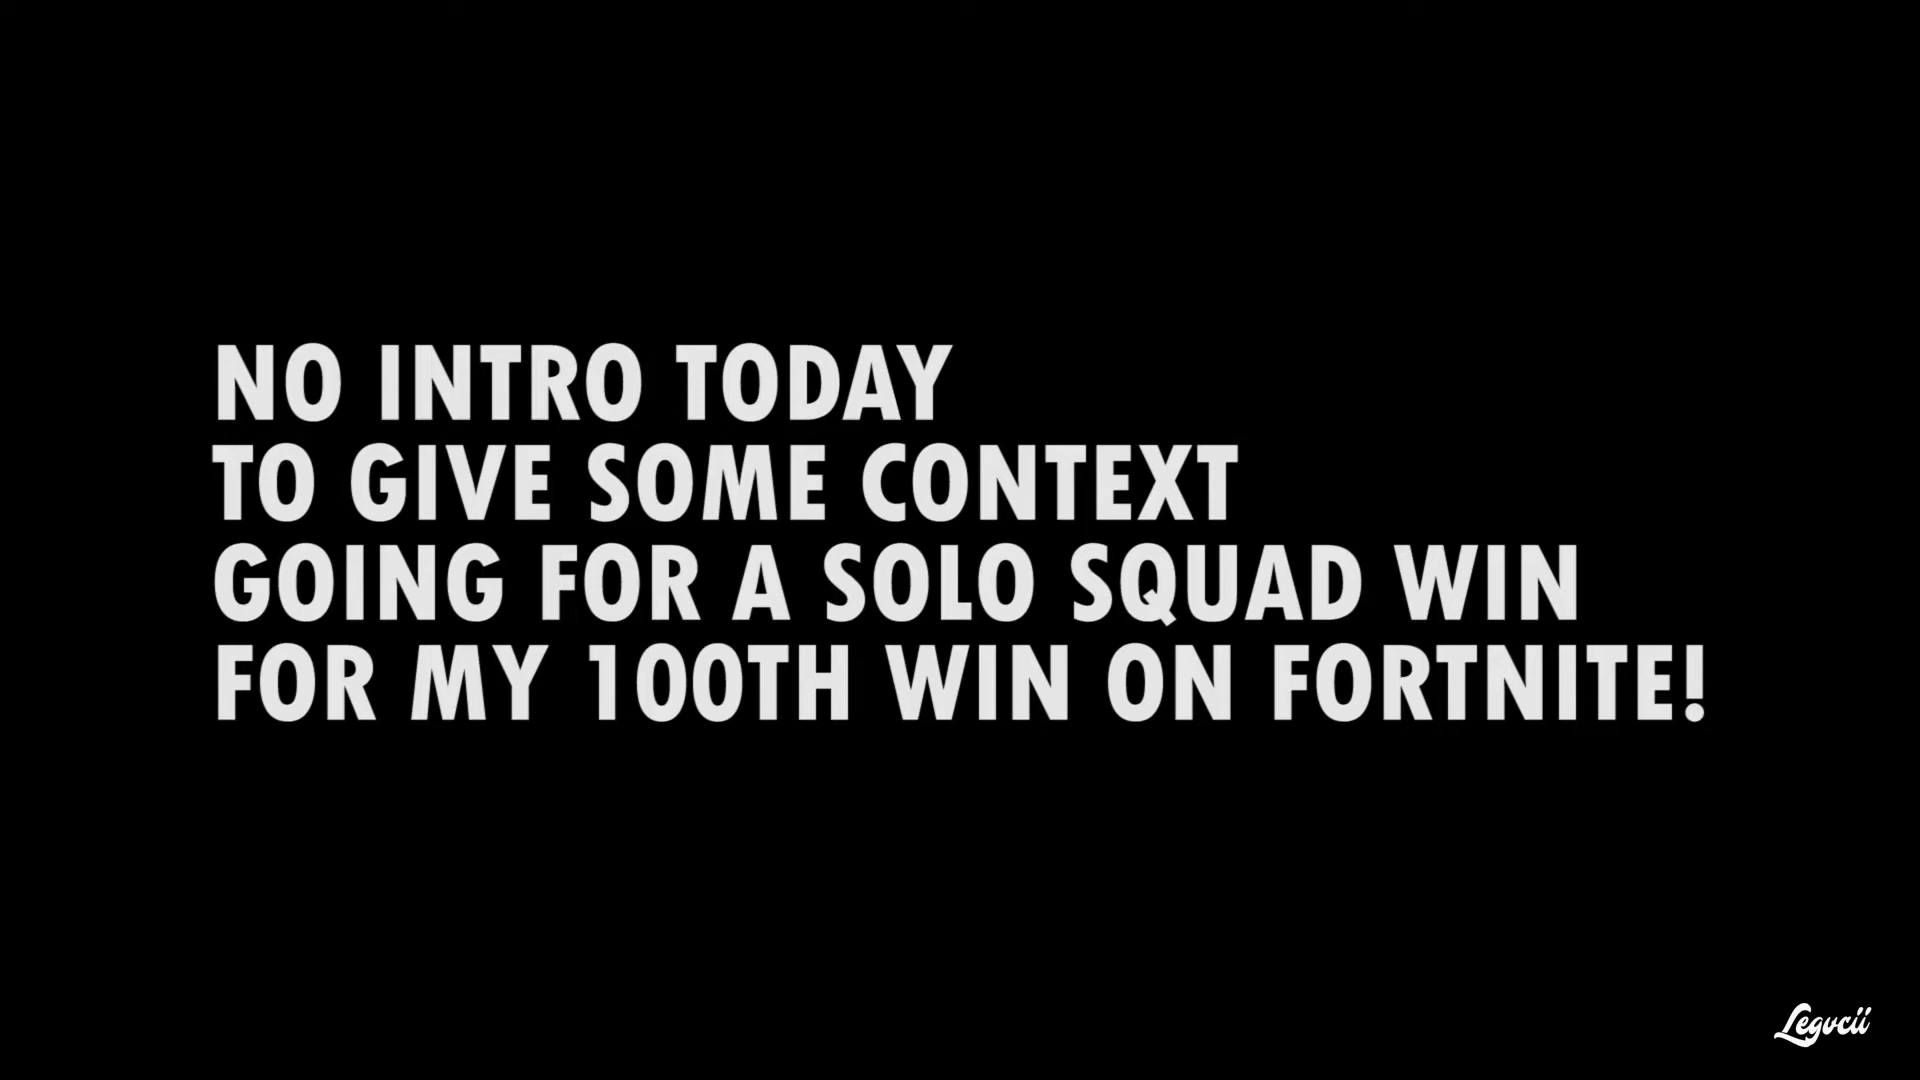 NO INTRO TODAY
TO GIVE SOME CONTEXT
GOING FOR A SOLO SQUAD WIN
FOR MY 100TH WIN ON FORTNITE!
Legvcii